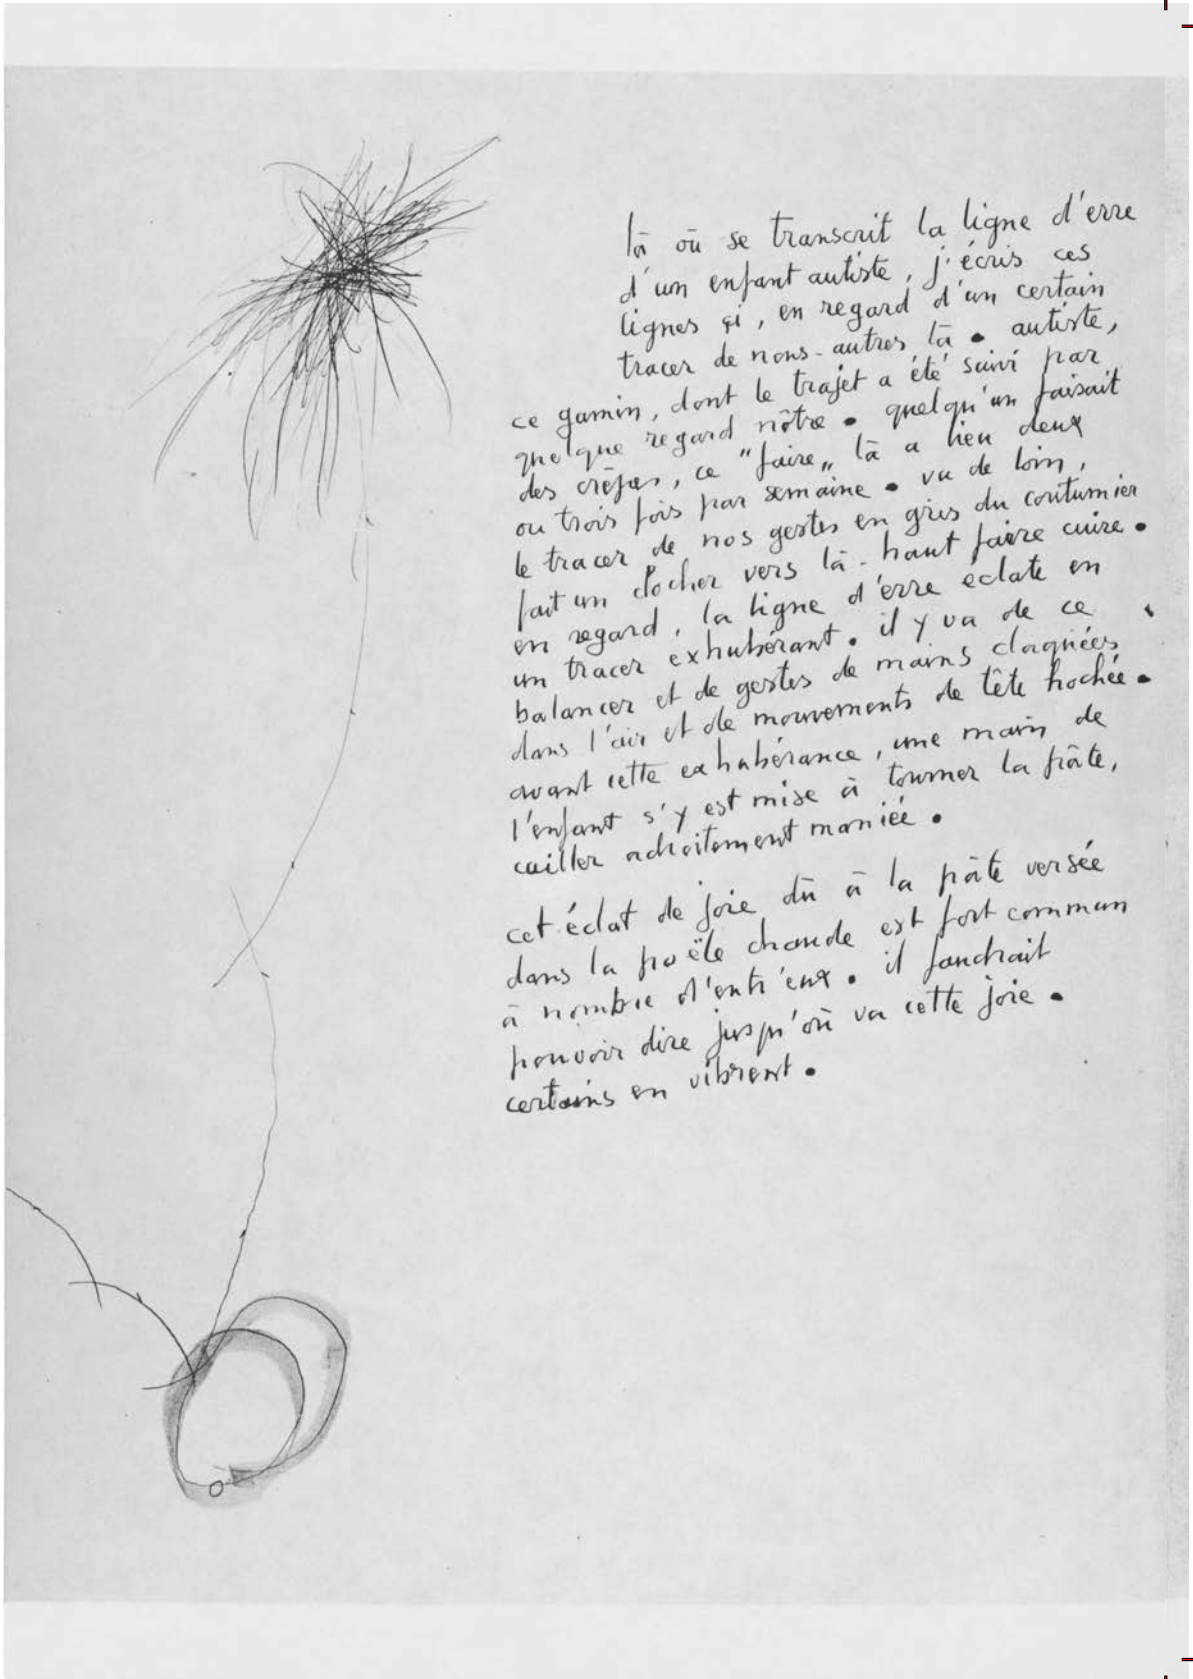 là où se transcrit la ligne d'erre
d'un enfant autiste, j'écris ces
lignes çi, en regard d'un certain
tracer de nous-autres là • autiste,
ce gamin, dont le trajet a été suivi par
quelque regard nôtre • quelqu'un faisait
des crêpes, ce "faire" là a lieu deux
ou trois fois par semaine • vu de loin,
le tracer de nos gestes en gris du coutumier
fait un clocher vers là-haut faire cuire •
en regard, la ligne d'erre éclate en
un tracer exhubérant • il y va de ce
balancer et de gestes de mains claquées
dans l'air et de mouvements de tête hochée •
avant cette exhubérance, une main de
l'enfant s'y est mise à tourner la pâte,
cuiller adroitement maniée •
cet éclat de joie dû à la pâte versée
dans la poële chaude est fort commun
à nombre d'entr'eux • il faudrait
pouvoir dire jusqu'où va cette joie •
certains en vibrent •